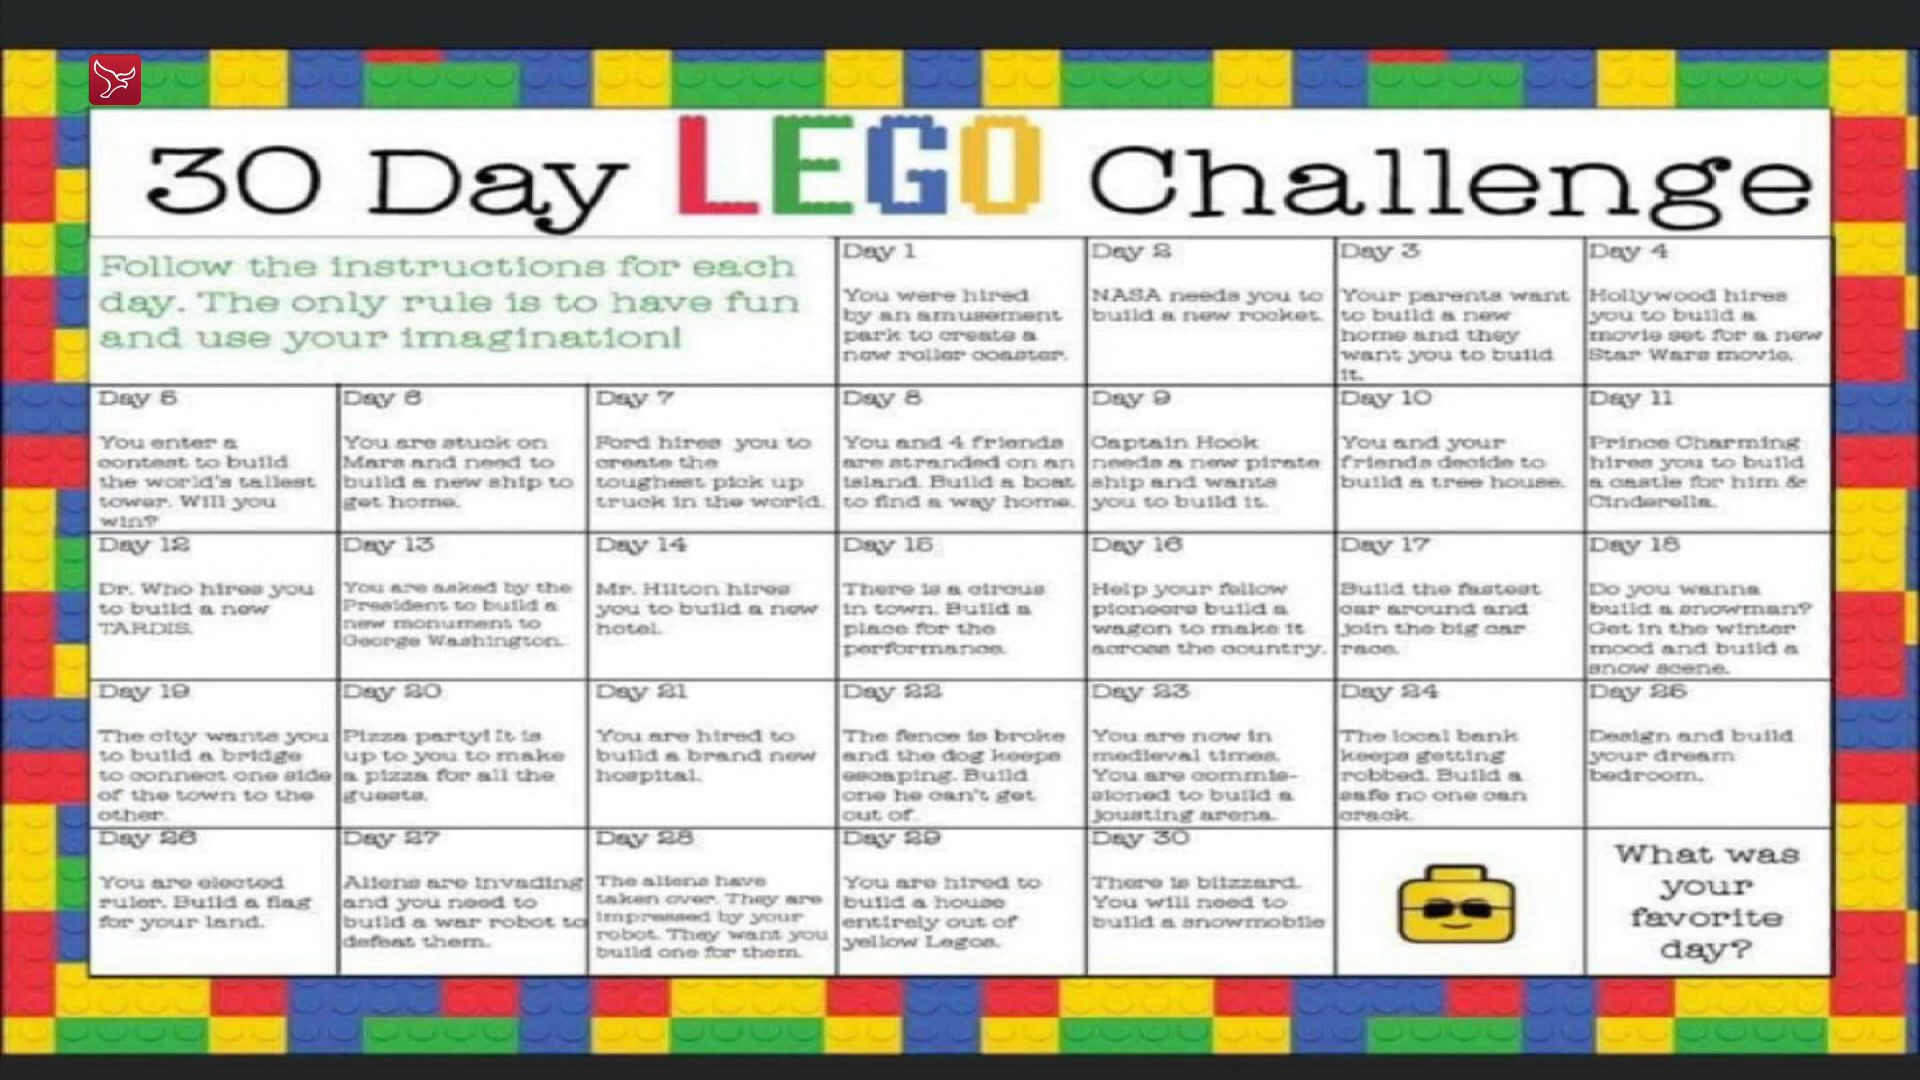 30 Day LEGO Challenge
Follow the instructions for each
day. The only rule is to have fun
and use your imagination!
Day 1
You were hired
by an amusement
park to create a
new roller coaster.
Day 2
NASA needs you to
build a new rocket.
Day 3
Your parents want
to build a new
home and they
want you to build
it.
Day 4
Hollywood hires
you to build a
movie set for a new
Star Wars movie.
Day 5
You enter a
contest to build
the world's tallest
tower. Will you
win?
Day 6
You are stuck on
Mars and need to
build a new ship to
get home.
Day 7
Ford hires you to
create the
toughest pick up
truck in the world.
Day 8
You and 4 friends
are stranded on an
island. Build a boat
to find a way home.
Day 9
Captain Hook
needs a new pirate
ship and wants
you to build it.
Day 10
You and your
friends decide to
build a tree house.
Day 11
Prince Charming
hires you to build
a castle for him &
Cinderella.
Day 12
Dr. Who hires you
to build a new
TARDIS.
Day 13
You are asked by the
President to build a
new monument to
George Washington.
Day 14
Mr. Hilton hires
you to build a new
hotel.
Day 15
There is a circus
in town. Build a
place for the
performance.
Day 16
Help your fellow
pioneers build a
wagon to make it
across the country.
Day 17
Build the fastest
car around and
join the big car
race.
Day 18
Do you wanna
build a snowman?
Get in the winter
mood and build a
snow scene.
Day 19
The city wants you
to build a bridge
to connect one side
of the town to the
other.
Day 20
Pizza party! It is
up to you to make
a pizza for all the
guests.
Day 21
You are hired to
build a brand new
hospital.
Day 22
The fence is broke
and the dog keeps
escaping. Build
one he can't get
out of.
Day 23
You are now in
medieval times.
You are commis-
sioned to build a
jousting arena.
Day 24
The local bank
keeps getting
robbed. Build a
safe no one can
crack.
Day 25
Design and build
your dream
bedroom.
Day 26
You are elected
ruler. Build a flag
for your land.
Day 27
Aliens are invading
and you need to
build a war robot to
defeat them.
Day 28
The aliens have
taken over. They are
impressed by your
robot. They want you
build one for them.
Day 29
You are hired to
build a house
entirely out of
yellow Legos.
Day 30
There is blizzard.
You will need to
build a snowmobile
What was
your
favorite
day?